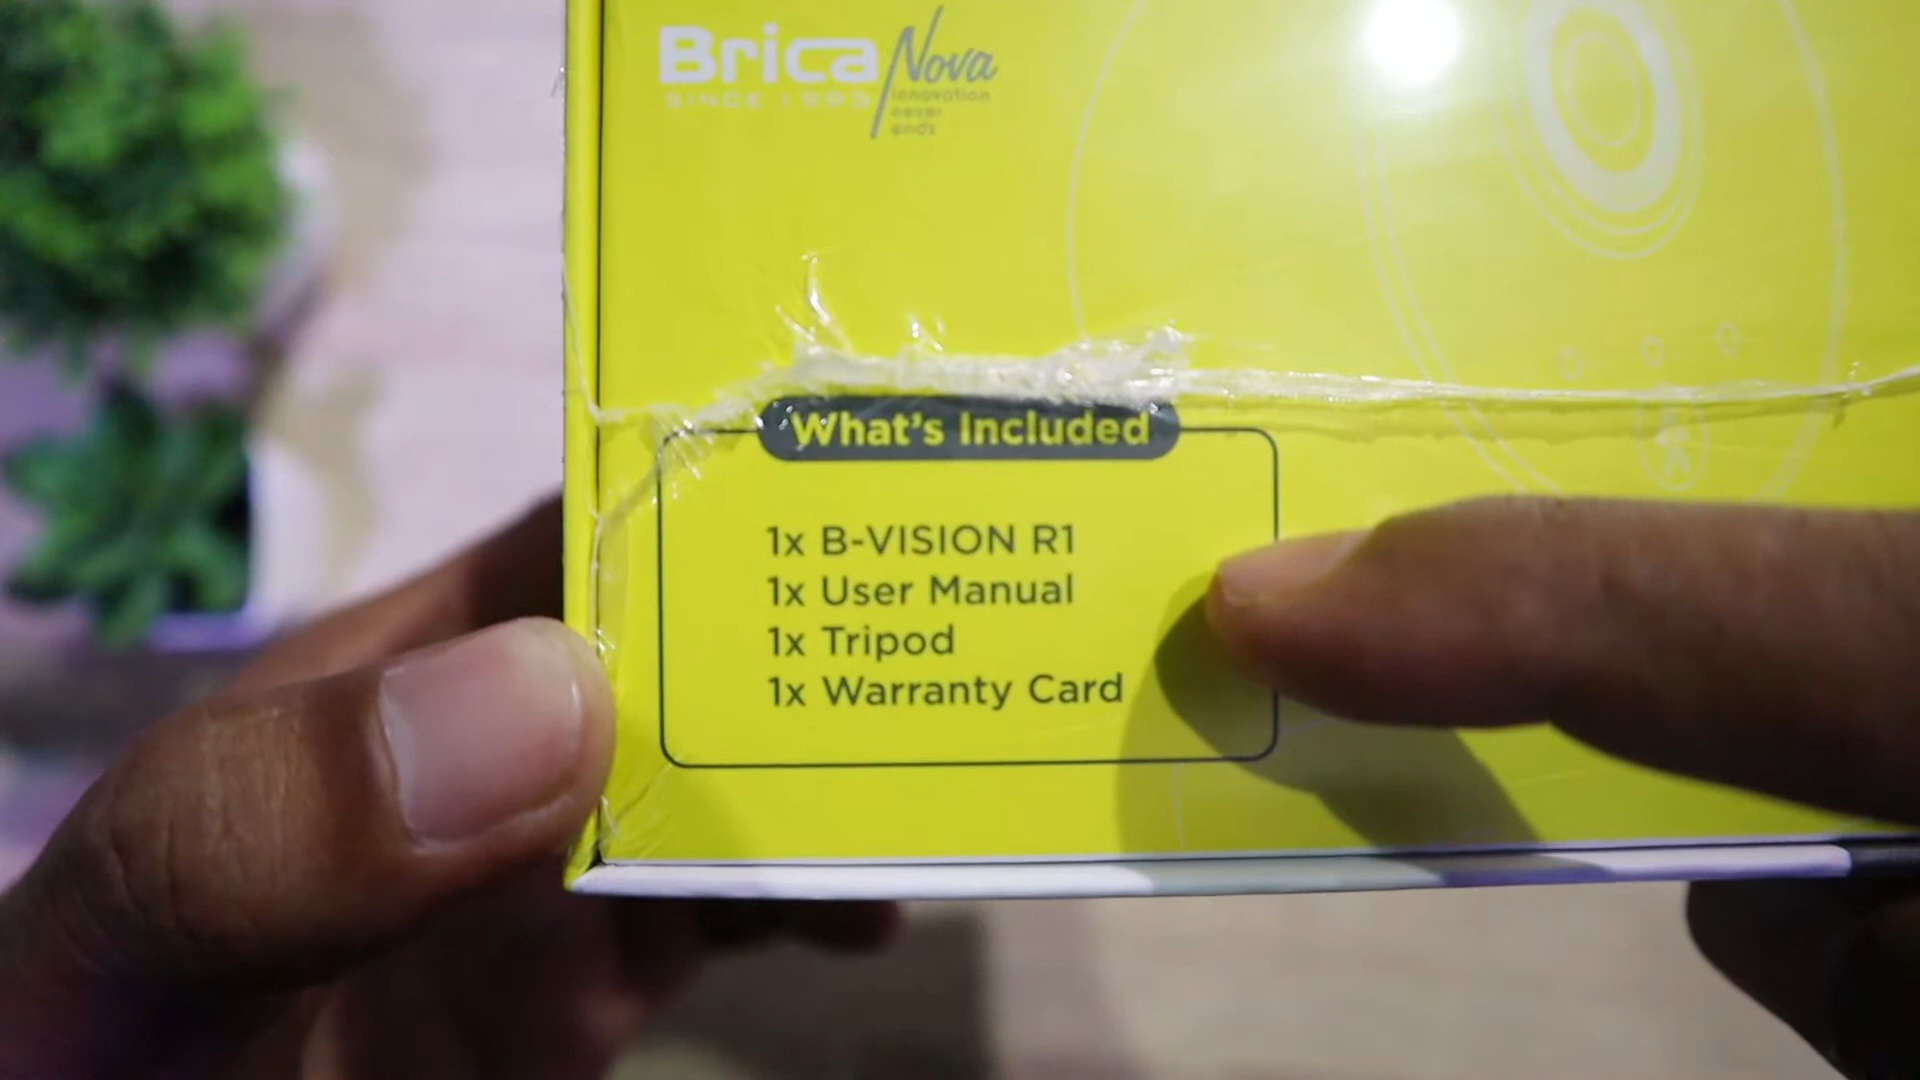 Brica Nova
SINCE 1993
innovation
never
ends
What's Included
1x B-VISION R1
1x User Manual
1x Tripod
1x Warranty Card